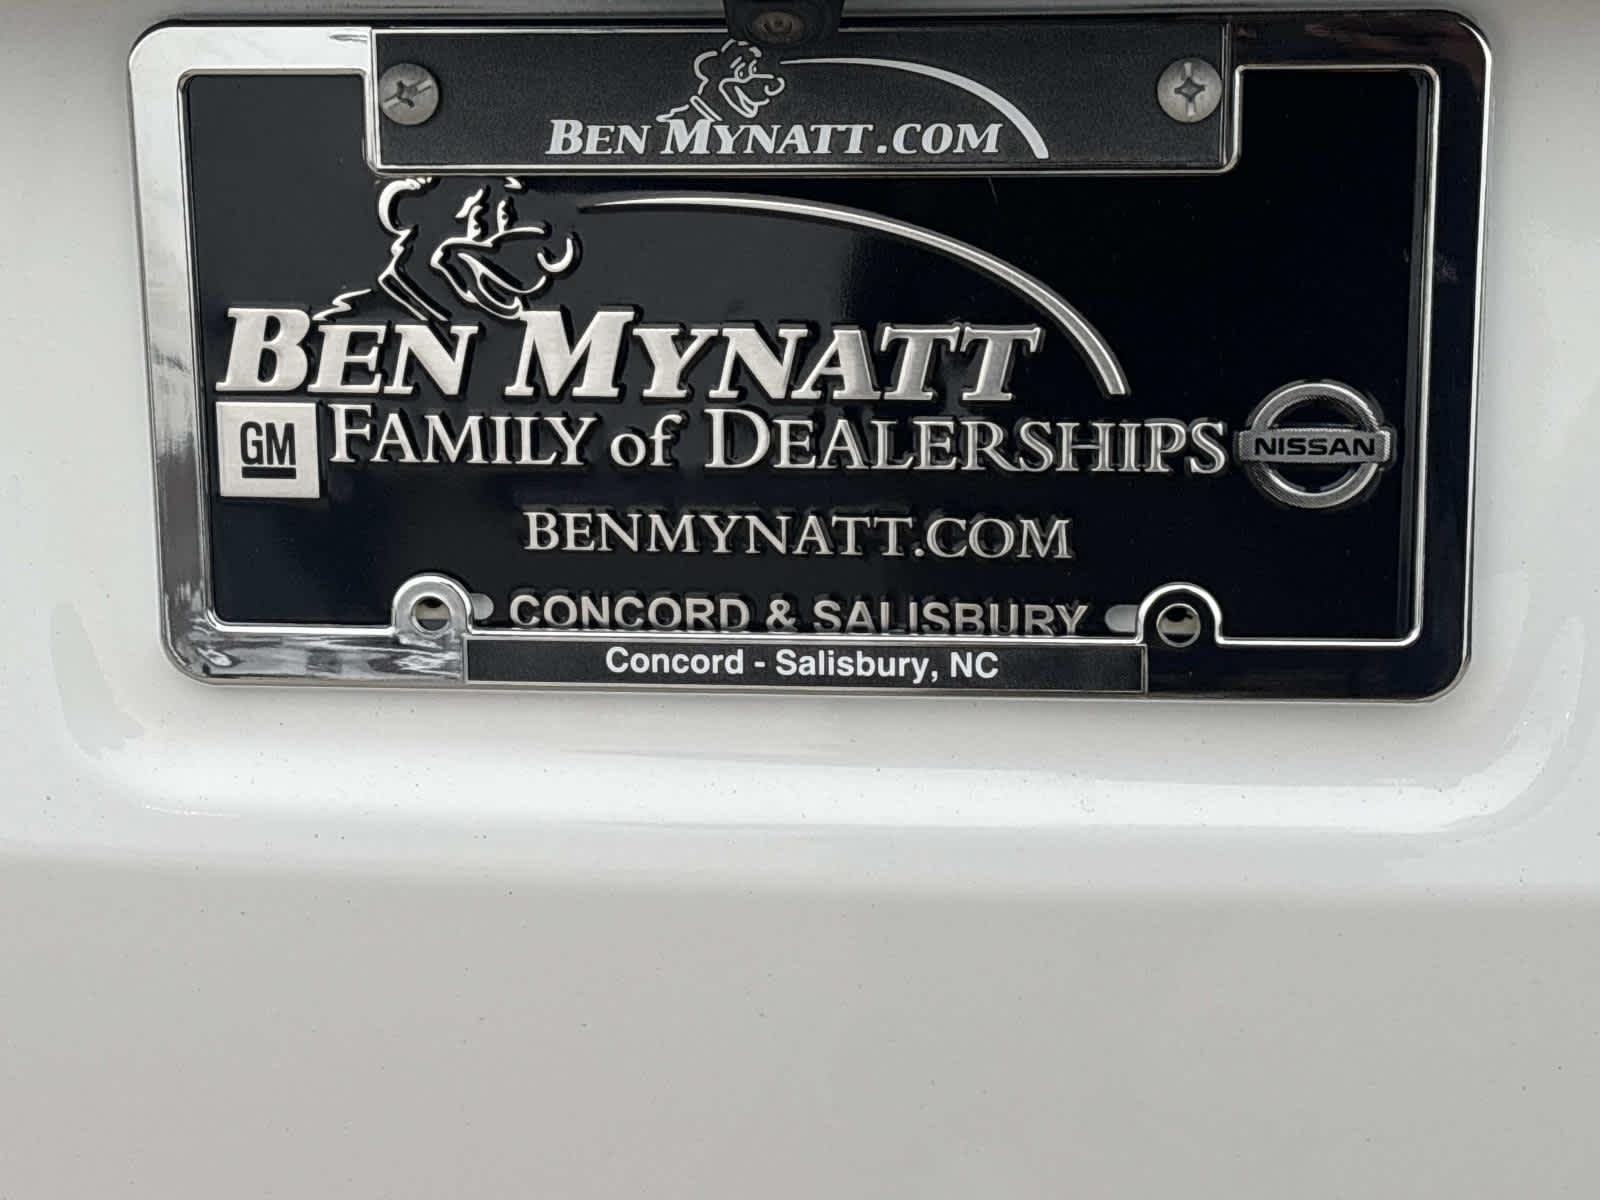 BEN MYNATT.COM
BEN MYNATT
GM FAMILY of DEALERSHIPS NISSAN
BENMYNATT.COM
CONCORD & SALISBURY
Concord - Salisbury, NC